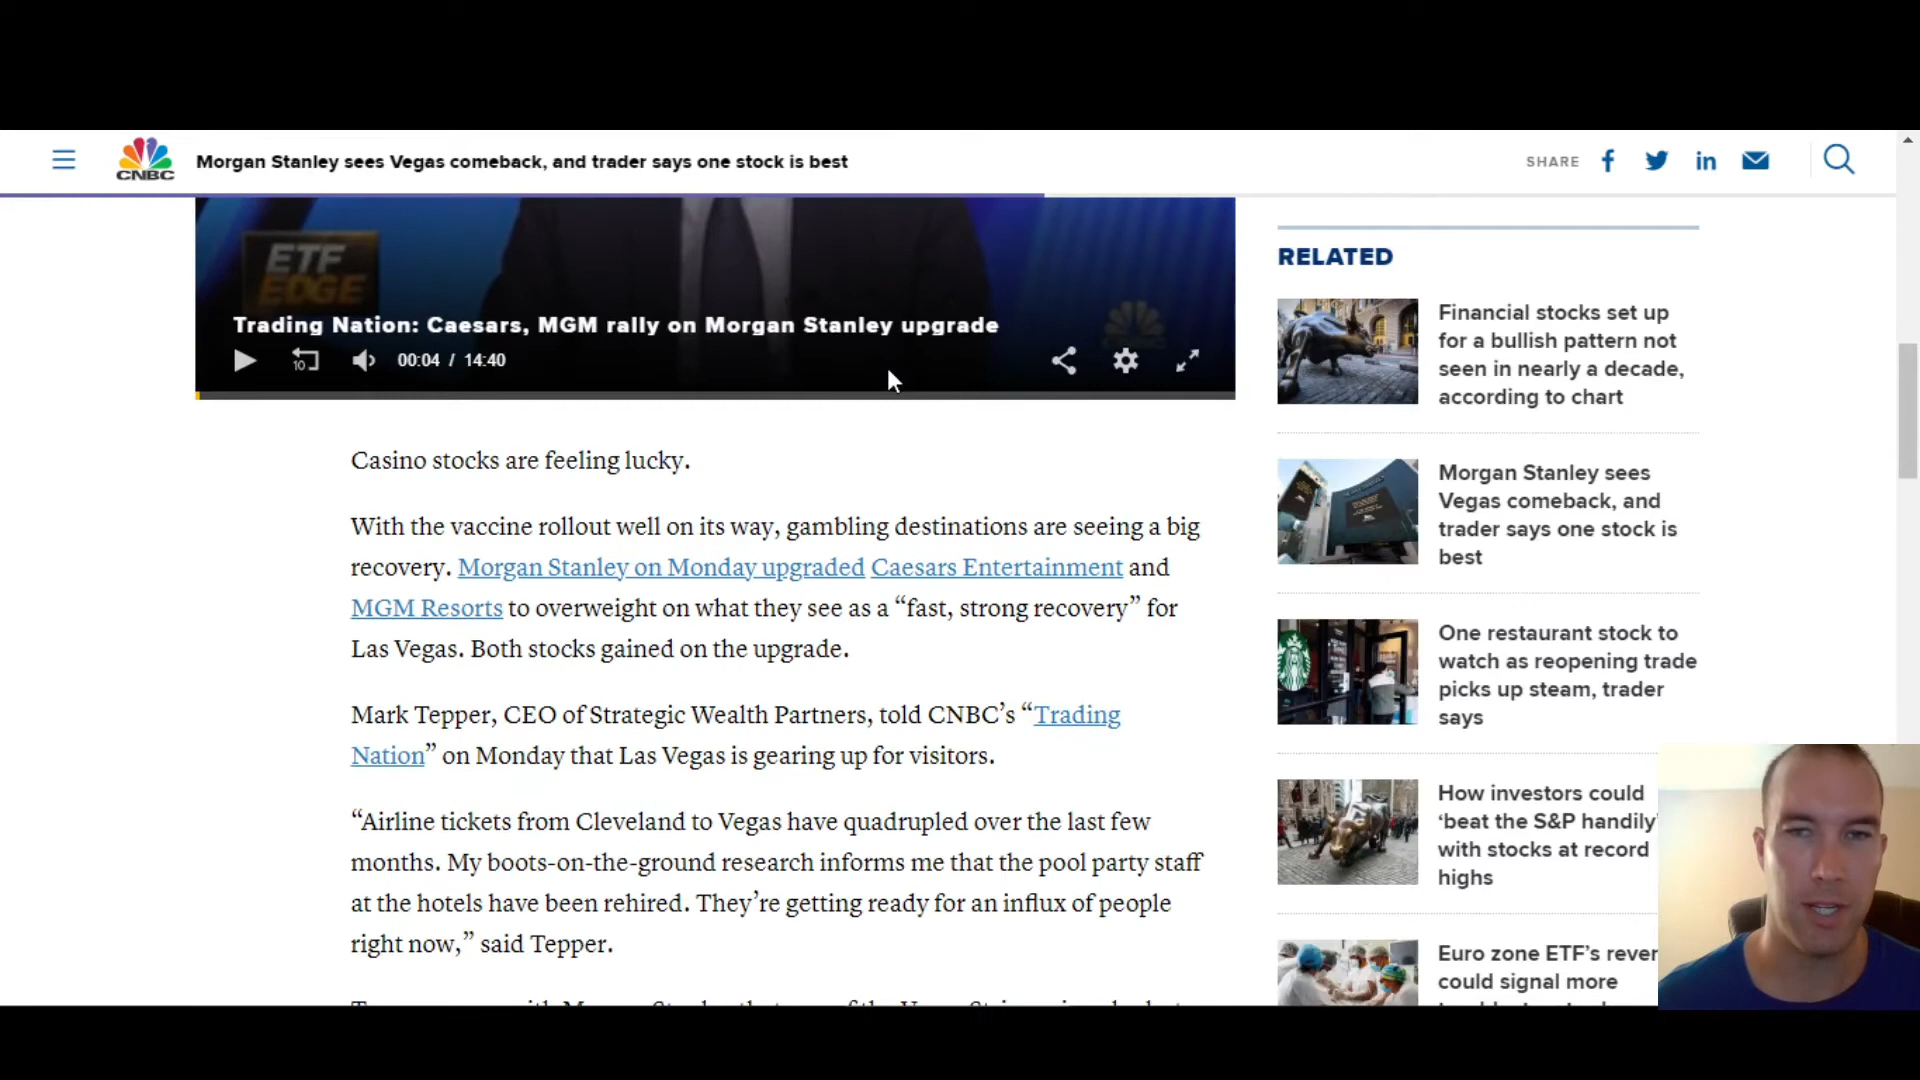 CNBC
Morgan Stanley sees Vegas comeback, and trader says one stock is best
SHARE
ETF
EDGE
Trading Nation: Caesars, MGM rally on Morgan Stanley upgrade
10
00:04 / 14:40
Casino stocks are feeling lucky.
With the vaccine rollout well on its way, gambling destinations are seeing a big
recovery. Morgan Stanley on Monday upgraded Caesars Entertainment and
MGM Resorts to overweight on what they see as a “fast, strong recovery” for
Las Vegas. Both stocks gained on the upgrade.
Mark Tepper, CEO of Strategic Wealth Partners, told CNBC’s “Trading
Nation” on Monday that Las Vegas is gearing up for visitors.
“Airline tickets from Cleveland to Vegas have quadrupled over the last few
months. My boots-on-the-ground research informs me that the pool party staff
at the hotels have been rehired. They’re getting ready for an influx of people
right now,” said Tepper.
RELATED
Financial stocks set up
for a bullish pattern not
seen in nearly a decade,
according to chart
Morgan Stanley sees
Vegas comeback, and
trader says one stock is
best
One restaurant stock to
watch as reopening trade
picks up steam, trader
says
How investors could
‘beat the S&P handily’
with stocks at record
highs
Euro zone ETF’s rever
could signal more